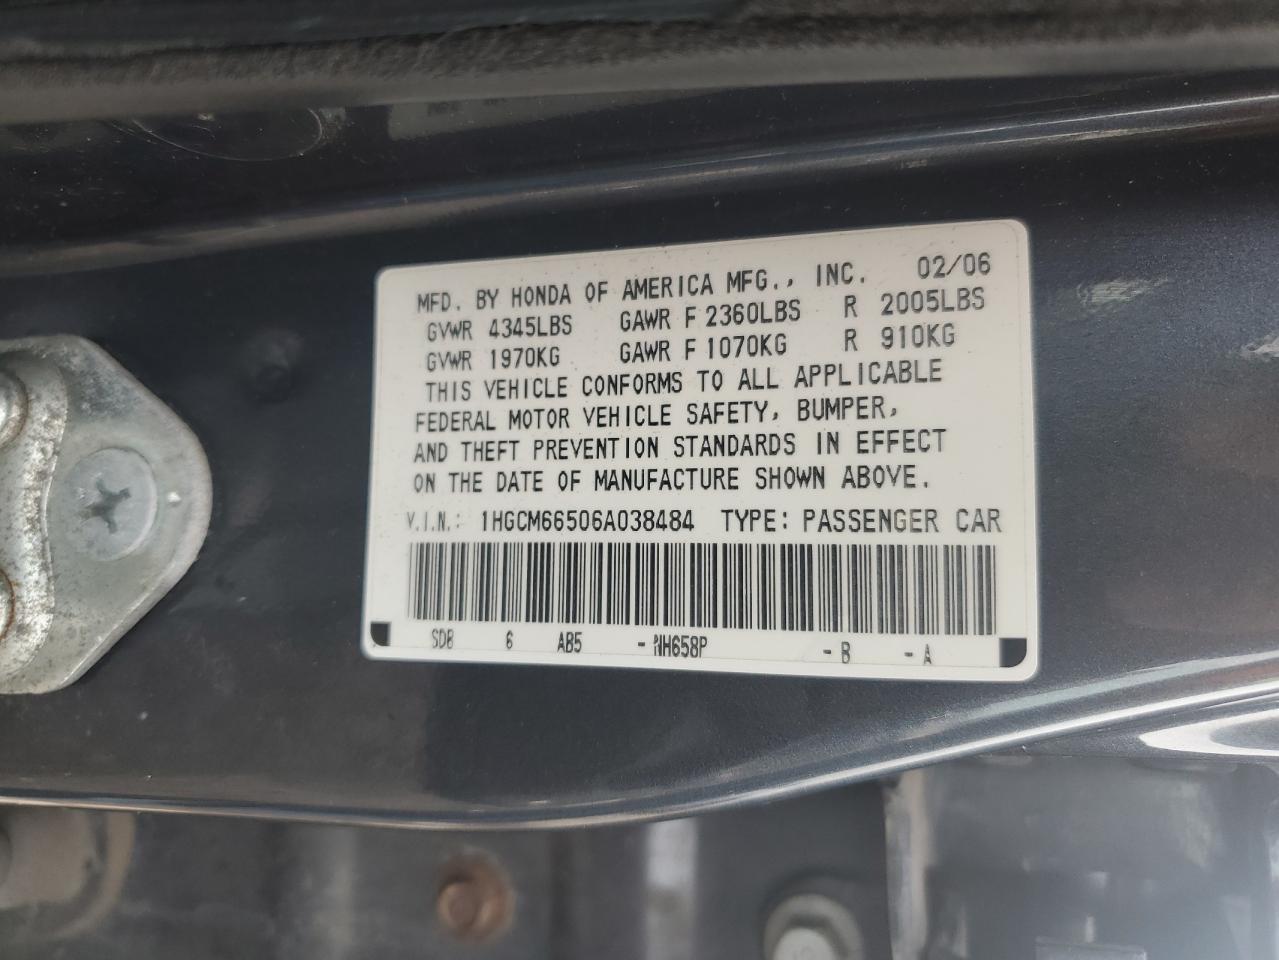 MFD. BY HONDA OF AMERICA MFG., INC. 02/06
GVWR 4345LBS GAWR F 2360LBS R 2005LBS
GVWR 1970KG GAWR F 1070KG R 910KG
THIS VEHICLE CONFORMS TO ALL APPLICABLE
FEDERAL MOTOR VEHICLE SAFETY, BUMPER,
AND THEFT PREVENTION STANDARDS IN EFFECT
ON THE DATE OF MANUFACTURE SHOWN ABOVE.
V.I.N.: 1HGCM66506A038484 TYPE: PASSENGER CAR
SDB 6 AB5 -NH658P -B -A